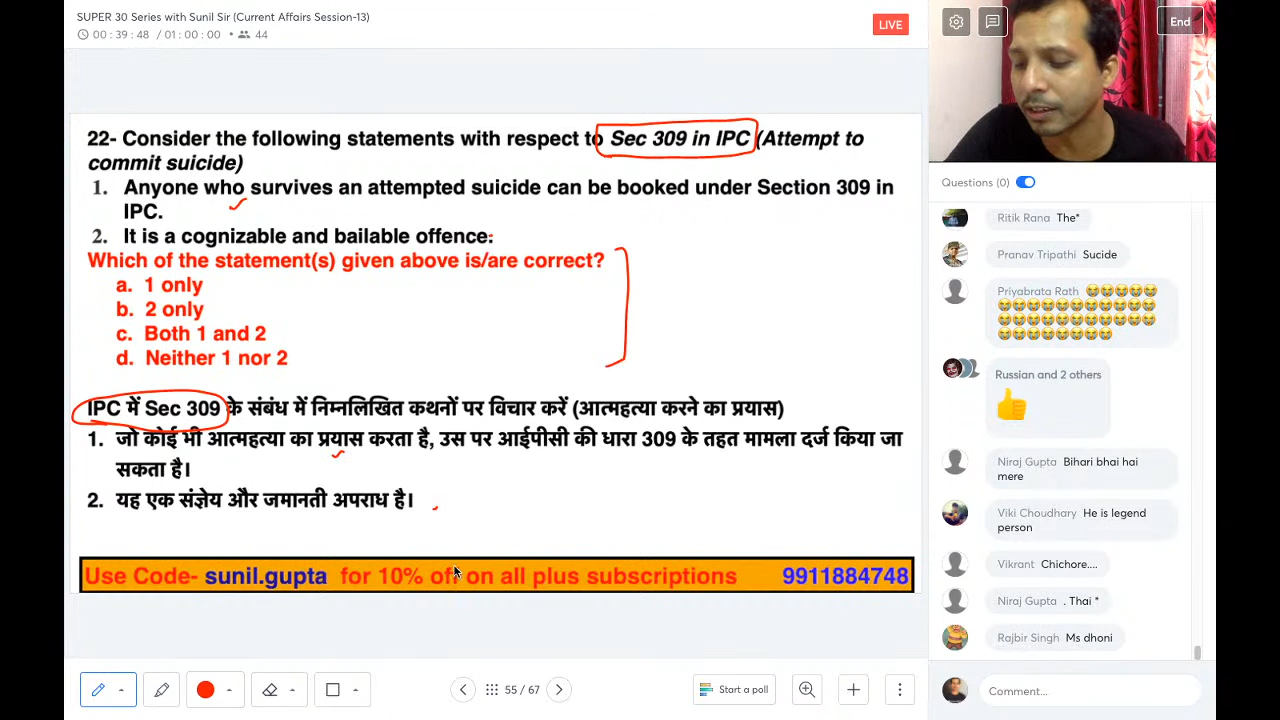 SUPER 30 Series with Sunil Sir (Current Affairs Session-13)
00 : 39 : 48 / 01 : 00 : 00 • 44
LIVE
End
22- Consider the following statements with respect to Sec 309 in IPC (Attempt to
commit suicide)
1. Anyone who survives an attempted suicide can be booked under Section 309 in
IPC.
2. It is a cognizable and bailable offence.
Which of the statement(s) given above is/are correct?
a. 1 only
b. 2 only
c. Both 1 and 2
d. Neither 1 nor 2
IPC में Sec 309 के संबंध में निम्नलिखित कथनों पर विचार करें (आत्महत्या करने का प्रयास)
1. जो कोई भी आत्महत्या का प्रयास करता है, उस पर आईपीसी की धारा 309 के तहत मामला दर्ज किया जा
सकता है।
2. यह एक संज्ञेय और जमानती अपराध है।
Use Code- sunil.gupta for 10% off on all plus subscriptions 9911884748
55 / 67
Start a poll
Questions (0)
Ritik Rana The*
Pranav Tripathi Sucide
Priyabrata Rath 😂😂😂😂😂
😂😂😂😂😂😂😂😂😂😂😂
😂😂😂😂😂😂😂😂😂😂😂
😂😂😂😂😂😂😂😂
Russian and 2 others
👍
Niraj Gupta Bihari bhai hai
mere
Viki Choudhary He is legend
person
Vikrant Chichore....
Niraj Gupta . Thai *
Rajbir Singh Ms dhoni
Comment...